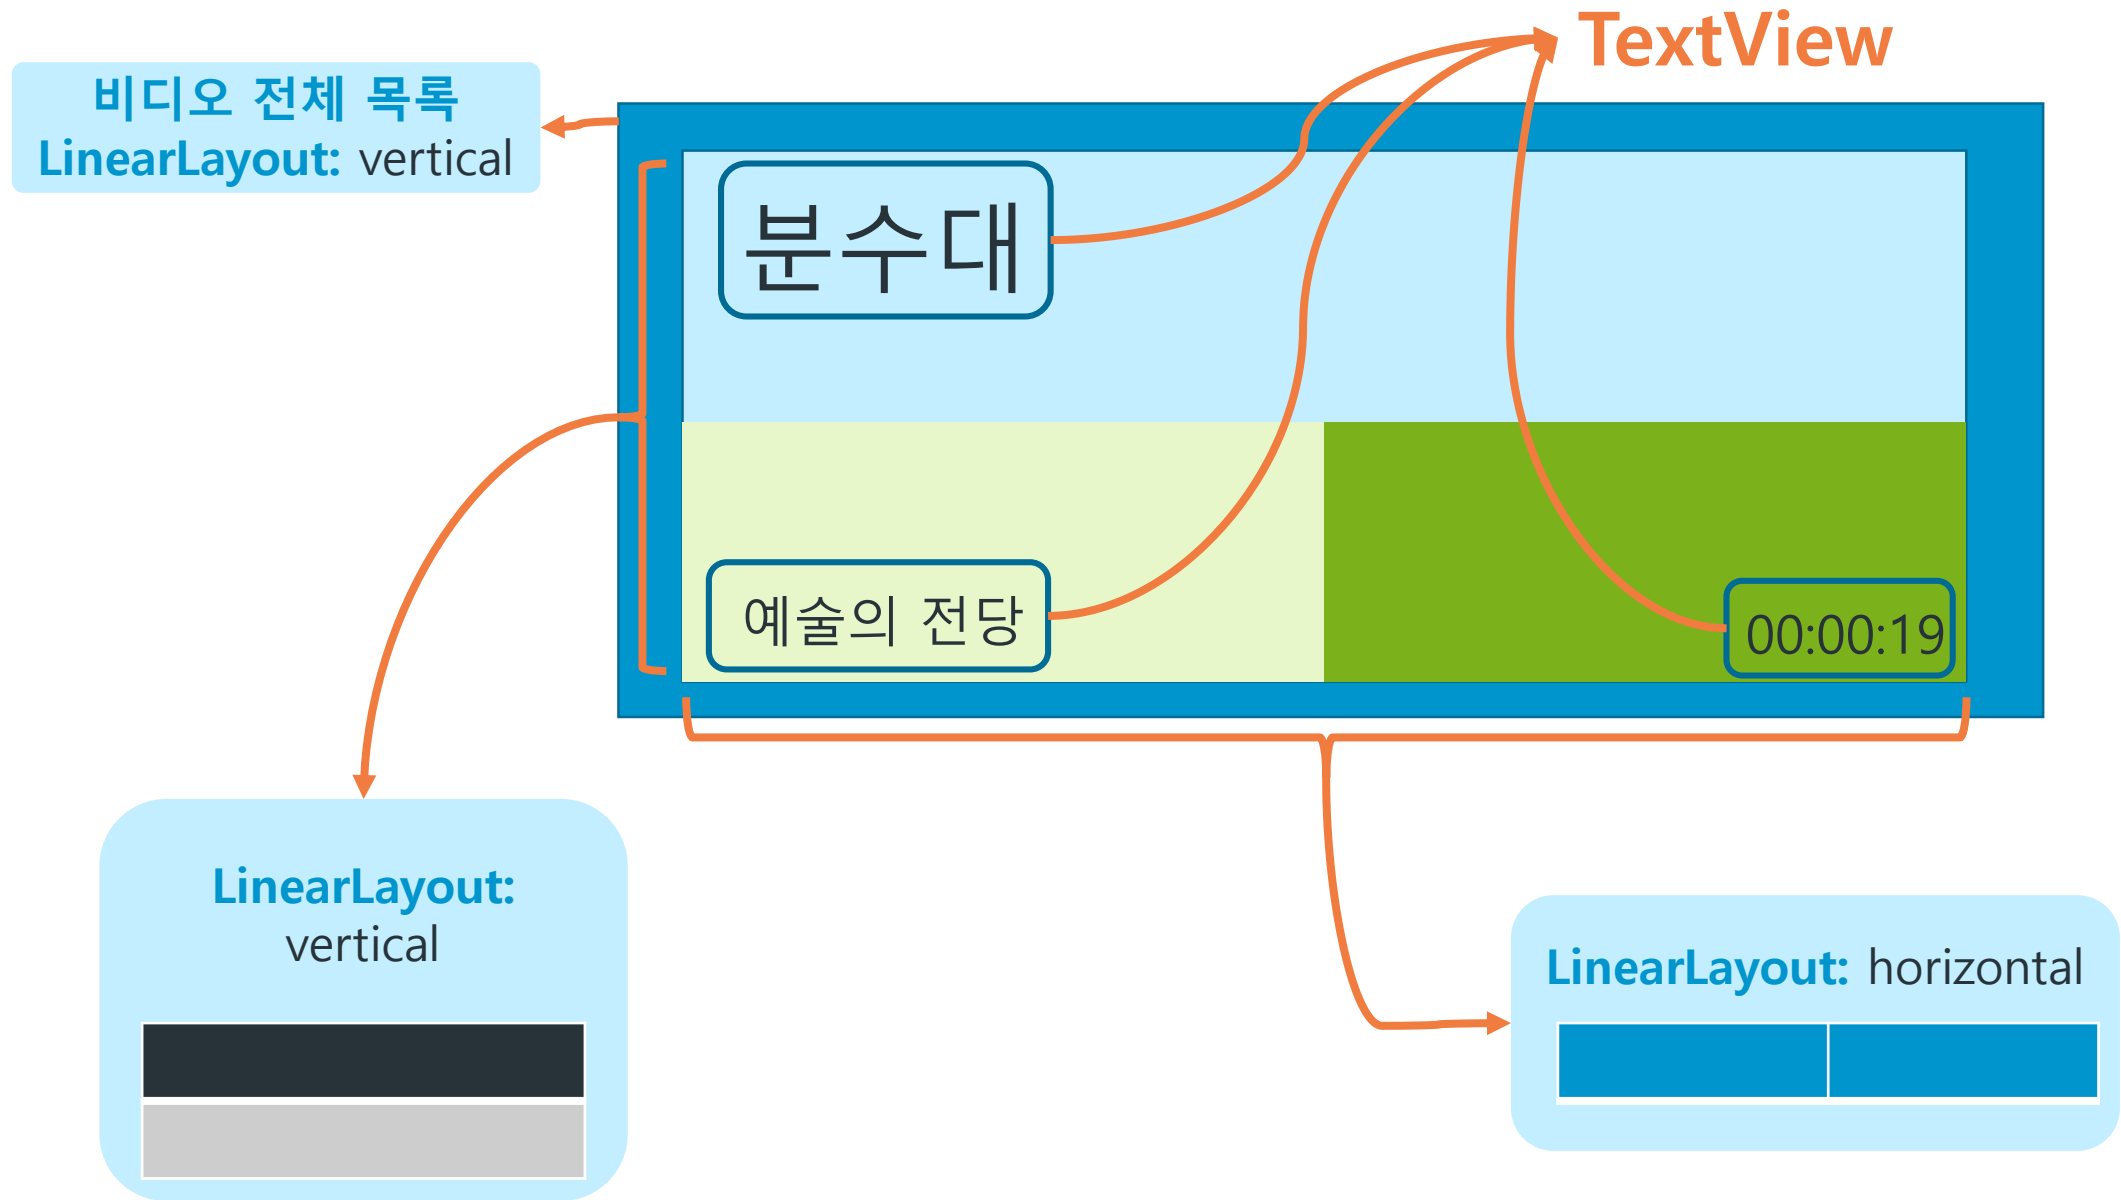 TextView
비디오 전체 목록
LinearLayout: vertical
분수대
예술의 전당
00:00:19
LinearLayout:
vertical
LinearLayout: horizontal